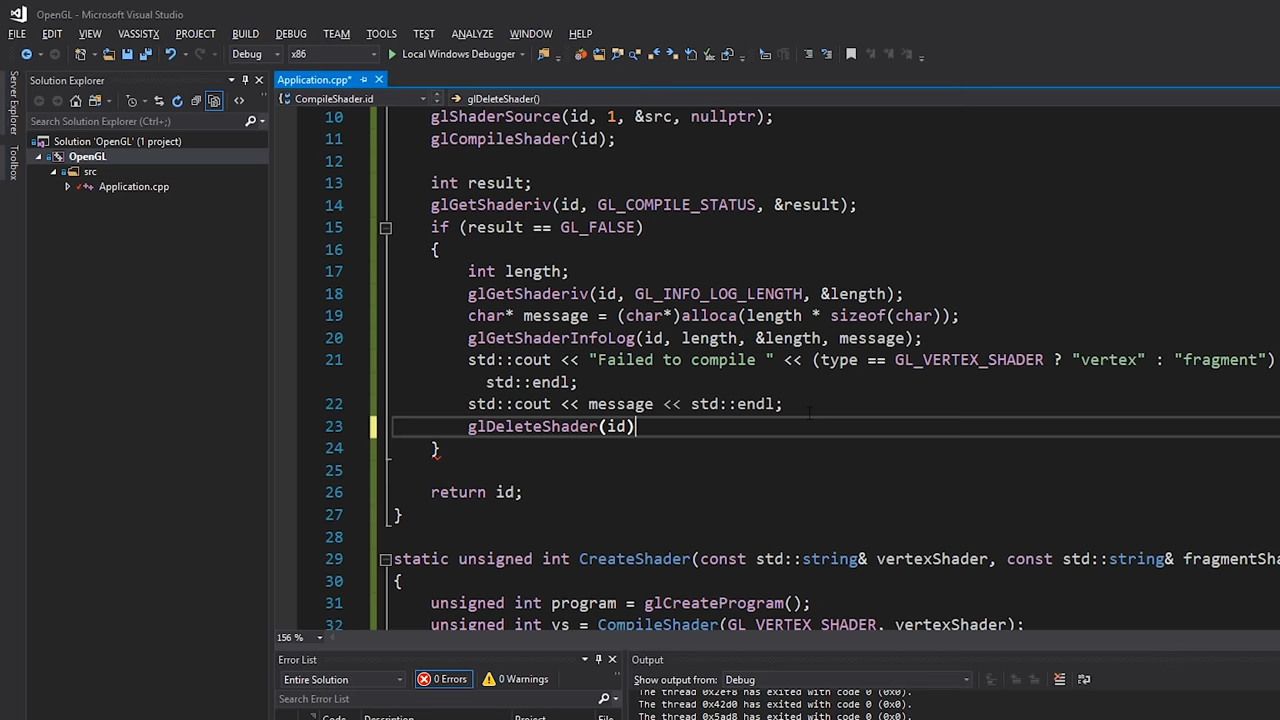 OpenGL - Microsoft Visual Studio
FILE EDIT VIEW VASSISTX PROJECT BUILD DEBUG TEAM TOOLS TEST ANALYZE WINDOW HELP
Debug x86 Local Windows Debugger
Server Explorer
Toolbox
Solution Explorer
Search Solution Explorer (Ctrl+;)
Solution 'OpenGL' (1 project)
OpenGL
src
Application.cpp
Application.cpp*
CompileShader.id glDeleteShader()
10 glShaderSource(id, 1, &src, nullptr);
11 glCompileShader(id);
12
13 int result;
14 glGetShaderiv(id, GL_COMPILE_STATUS, &result);
15 if (result == GL_FALSE)
16 {
17 int length;
18 glGetShaderiv(id, GL_INFO_LOG_LENGTH, &length);
19 char* message = (char*)alloca(length * sizeof(char));
20 glGetShaderInfoLog(id, length, &length, message);
21 std::cout << "Failed to compile " << (type == GL_VERTEX_SHADER ? "vertex" : "fragment")
std::endl;
22 std::cout << message << std::endl;
23 glDeleteShader(id)
24 }
25
26 return id;
27 }
28
29 static unsigned int CreateShader(const std::string& vertexShader, const std::string& fragmentSha
30 {
31 unsigned int program = glCreateProgram();
32 unsigned int vs = CompileShader(GL_VERTEX_SHADER, vertexShader);
156 %
Error List
Entire Solution 0 Errors 0 Warnings
Search Error List
Code Description Project File
Output
Show output from: Debug
The thread 0x2ef8 has exited with code 0 (0x0).
The thread 0x42d0 has exited with code 0 (0x0).
The thread 0x5ad8 has exited with code 0 (0x0).